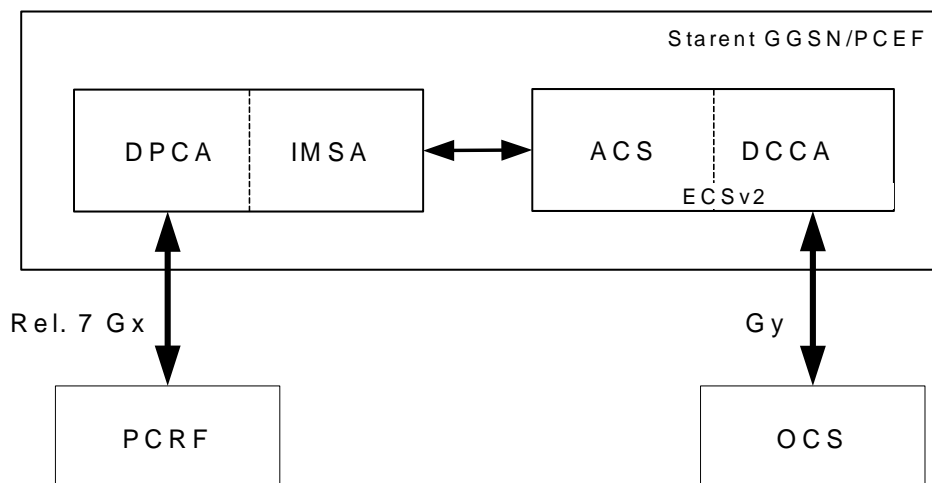 Starent GGSN/PCEF
DPCA
IMSA
ACS
DCCA
ECSv2
Rel. 7 Gx
Gy
PCRF
OCS